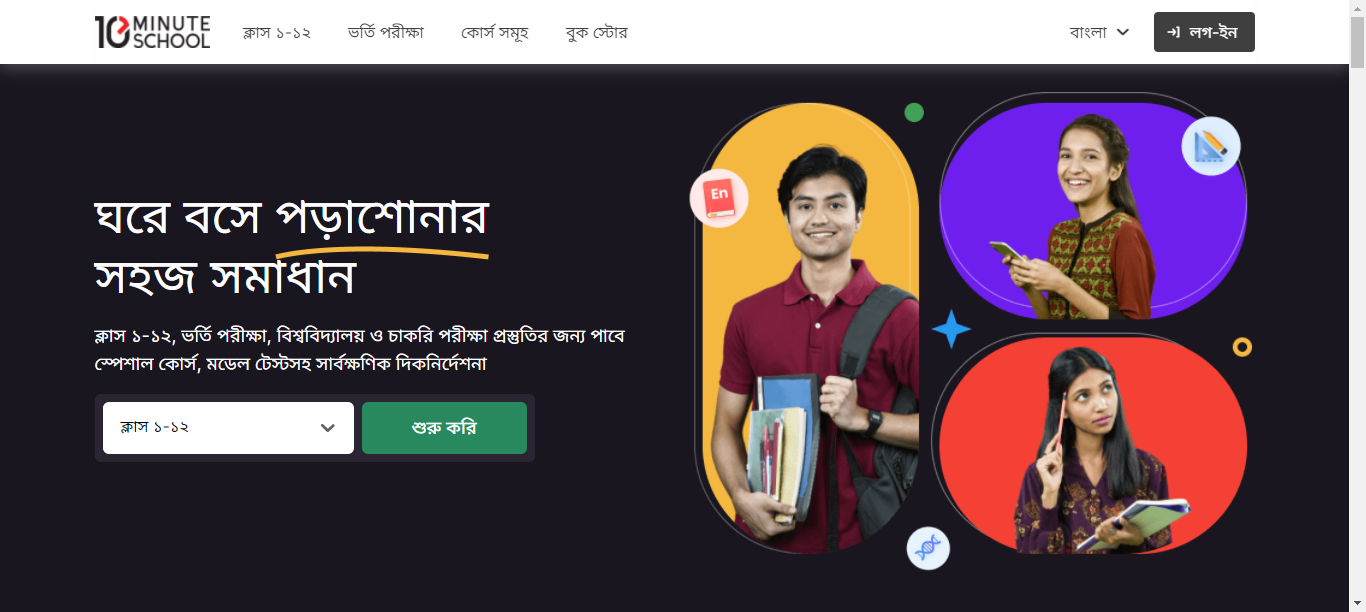 10 MINUTE SCHOOL
ক্লাস ১-১২
ভর্তি পরীক্ষা
কোর্স সমূহ
বুক স্টোর
বাংলা
লগ-ইন
ঘরে বসে পড়াশোনার
সহজ সমাধান
ক্লাস ১-১২, ভর্তি পরীক্ষা, বিশ্ববিদ্যালয় ও চাকরি পরীক্ষা প্রস্তুতির জন্য পাবে
স্পেশাল কোর্স, মডেল টেস্টসহ সার্বক্ষণিক দিকনির্দেশনা
ক্লাস ১-১২
শুরু করি
En